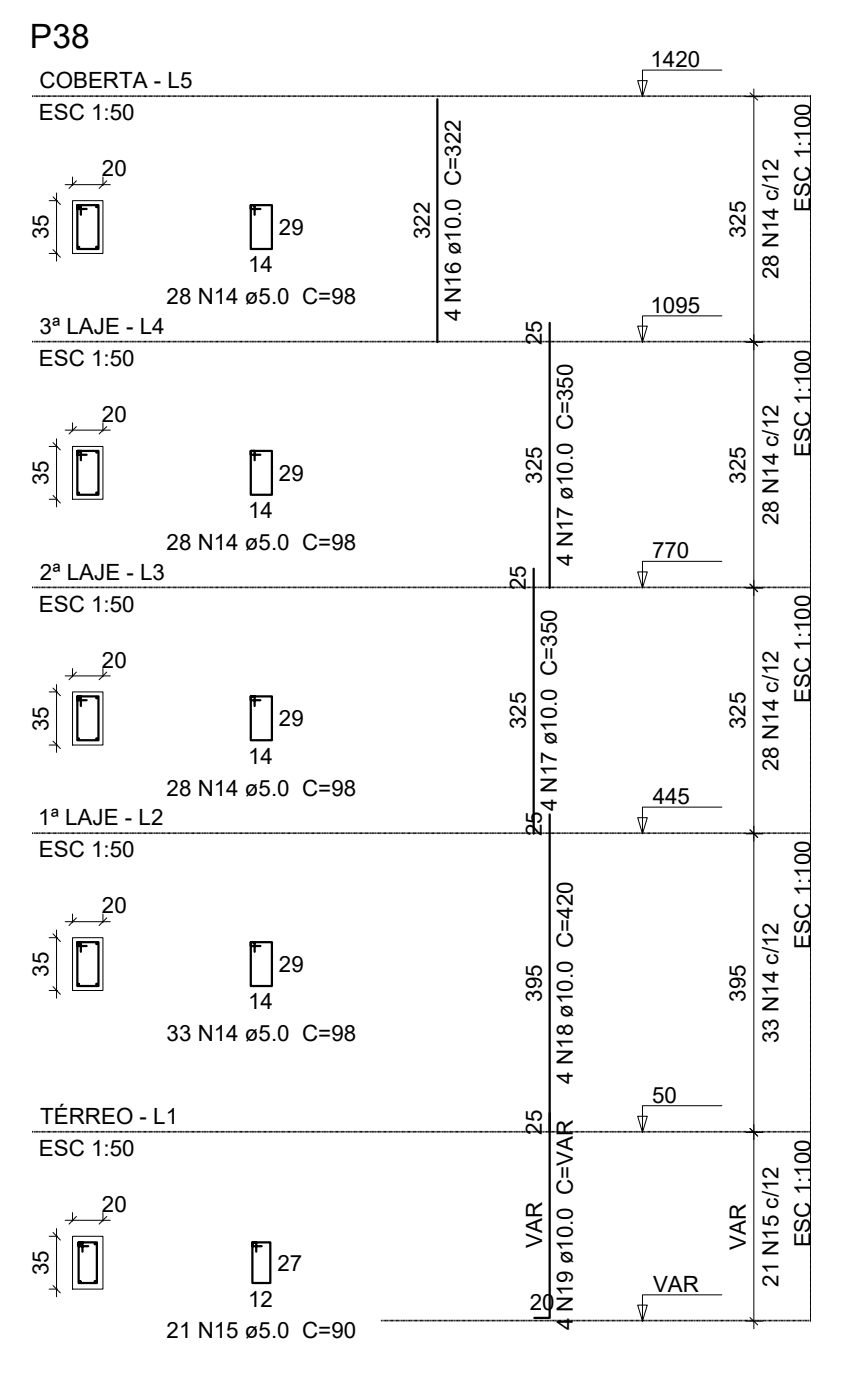 P38
COBERTA - L5
1420
ESC 1:50
20
35
29
14
28 N14 ø5.0 C=98
322
4 N16 ø10.0 C=322
325
28 N14 c/12
ESC 1:100
3ª LAJE - L4
1095
ESC 1:50
20
35
29
14
28 N14 ø5.0 C=98
25
325
4 N17 ø10.0 C=350
325
28 N14 c/12
ESC 1:100
2ª LAJE - L3
770
ESC 1:50
20
35
29
14
28 N14 ø5.0 C=98
25
325
4 N17 ø10.0 C=350
325
28 N14 c/12
ESC 1:100
1ª LAJE - L2
445
ESC 1:50
20
35
29
14
33 N14 ø5.0 C=98
25
395
4 N18 ø10.0 C=420
395
33 N14 c/12
ESC 1:100
TÉRREO - L1
50
ESC 1:50
20
35
27
12
21 N15 ø5.0 C=90
25
VAR
20
4 N19 ø10.0 C=VAR
VAR
VAR
21 N15 c/12
ESC 1:100